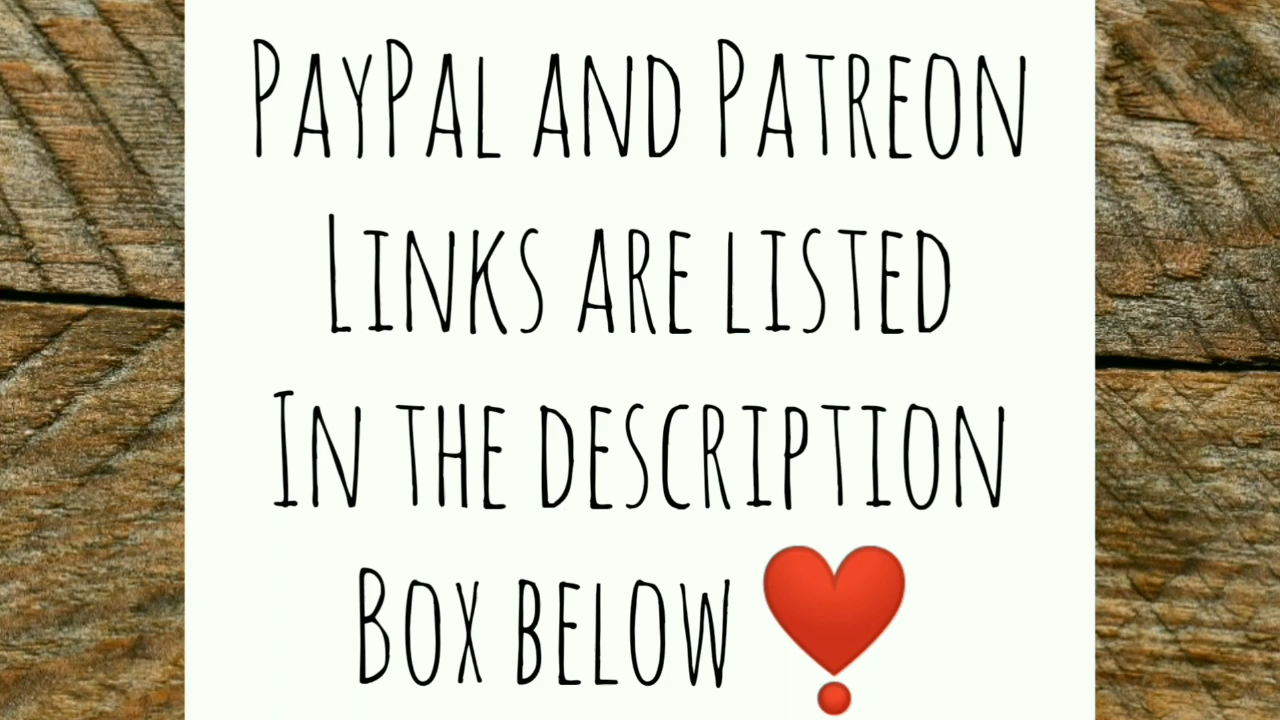 PayPal and Patreon
Links are listed
In the description
Box below ❣